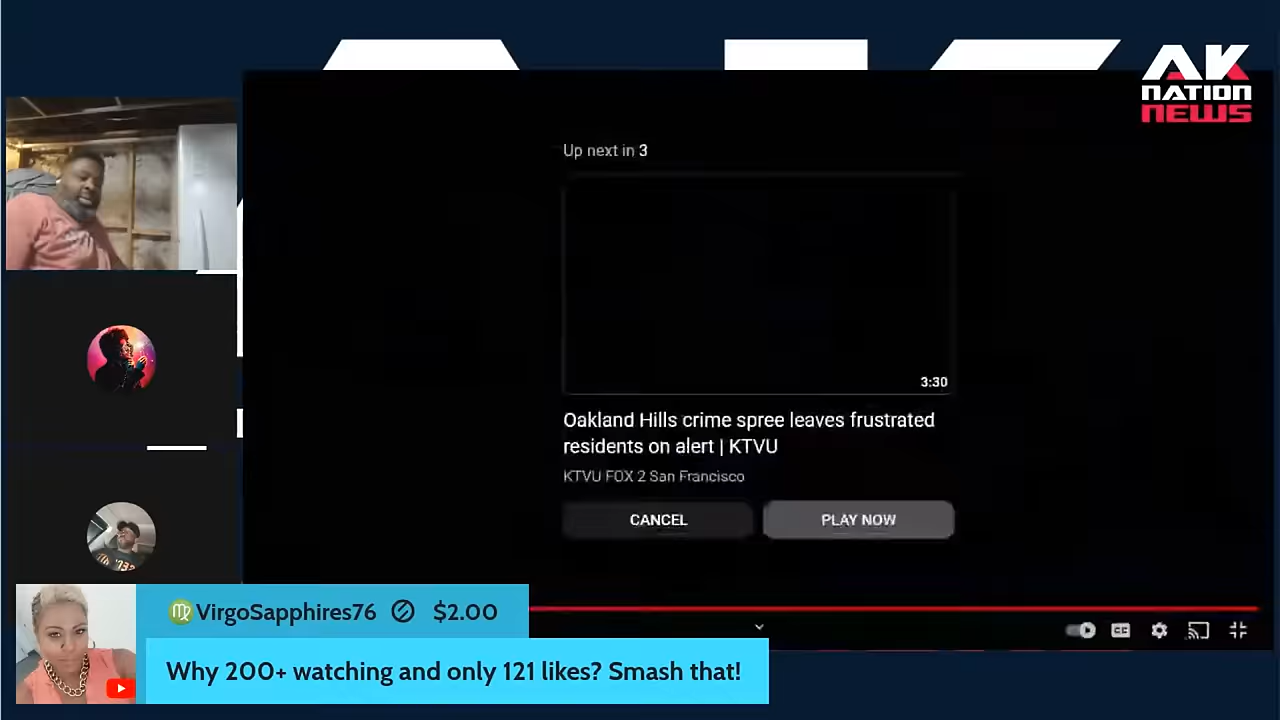 AK
NATION
NEWS
Up next in 3
3:30
Oakland Hills crime spree leaves frustrated
residents on alert | KTVU
KTVU FOX 2 San Francisco
CANCEL
PLAY NOW
CC
♍VirgoSapphires76 $2.00
Why 200+ watching and only 121 likes? Smash that!